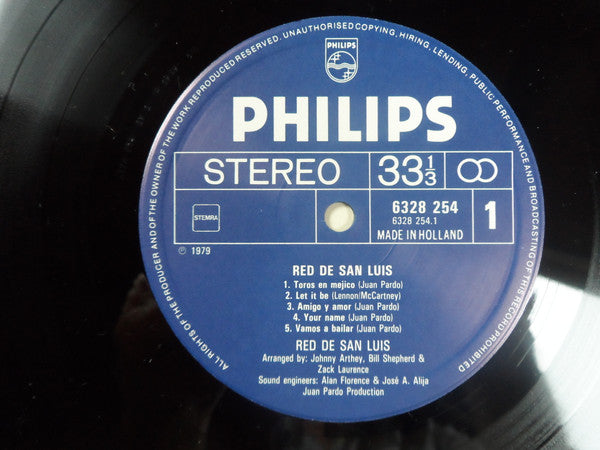 ALL RIGHTS OF THE PRODUCER AND OF THE OWNER OF THE WORK REPRODUCED RESERVED. UNAUTHORISED COPYING, HIRING, LENDING, PUBLIC PERFORMANCE AND BROADCASTING OF THIS RECORD PROHIBITED
PHILIPS
PHILIPS
STEREO 33 1/3
6328 254
6328 254.1
MADE IN HOLLAND
1
STEMRA
℗ 1979
RED DE SAN LUIS
1. Toros en mejico (Juan Pardo)
2. Let it be (Lennon/McCartney)
3. Amigo y amor (Juan Pardo)
4. Your name (Juan Pardo)
5. Vamos a bailar (Juan Pardo)
RED DE SAN LUIS
Arranged by: Johnny Arthey, Bill Shepherd &
Zack Laurence
Sound engineers: Alan Florence & José A. Alija
Juan Pardo Production